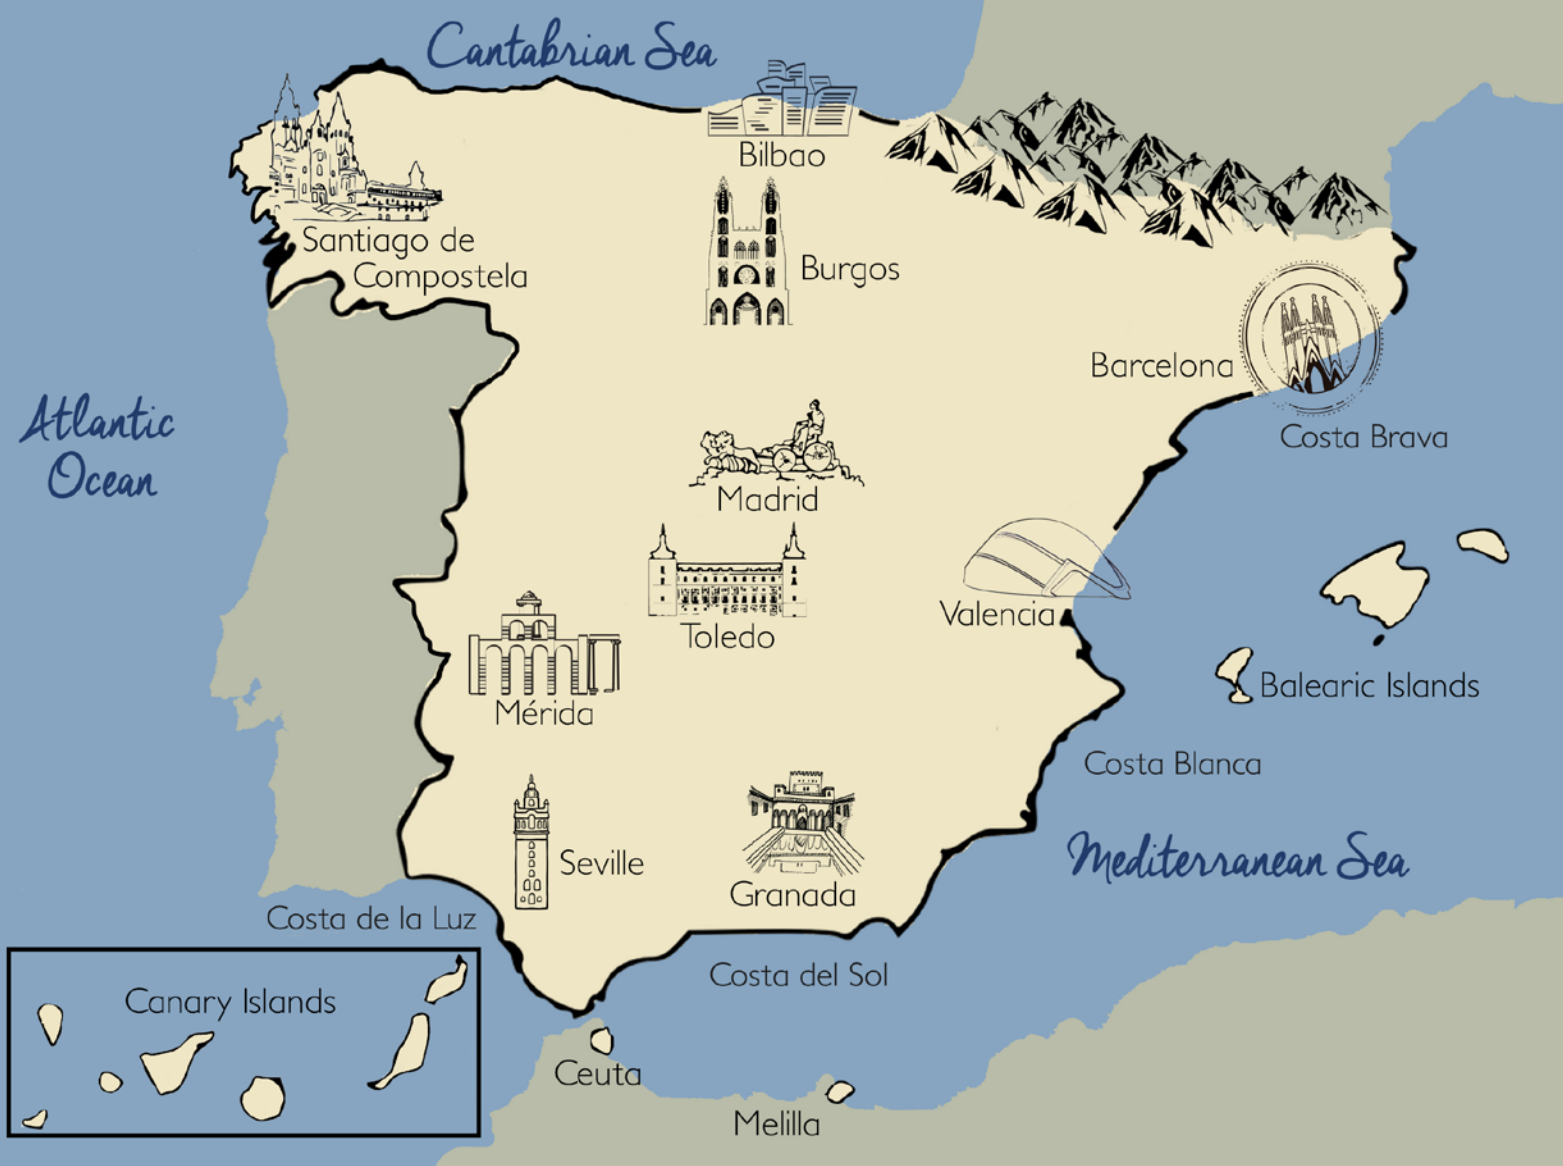 Cantabrian Sea
Bilbao
Santiago de
Compostela
Burgos
Barcelona
Atlantic
Ocean
Costa Brava
Madrid
Valencia
Toledo
Balearic Islands
Mérida
Costa Blanca
Mediterranean Sea
Seville
Granada
Costa de la Luz
Costa del Sol
Canary Islands
Ceuta
Melilla